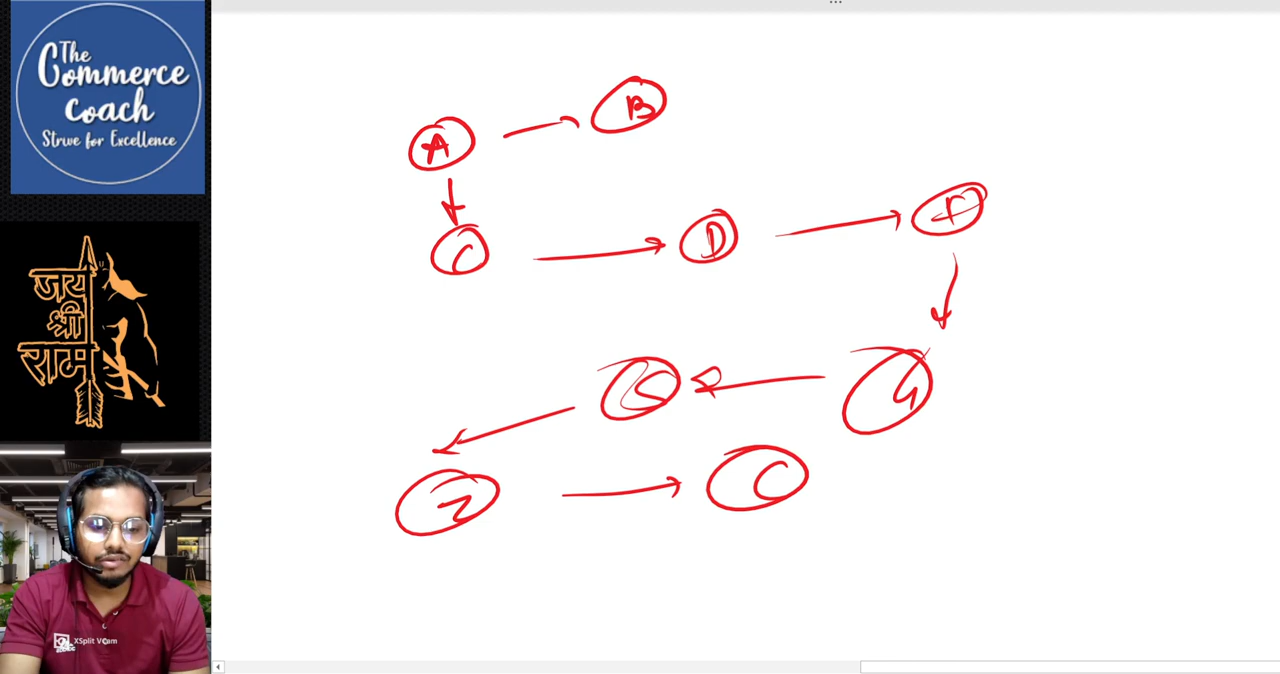 The
Commerce
Coach
Strive for Excellence
जय
श्री
राम
XSplit VCam
A
B
C
D
F
G
C